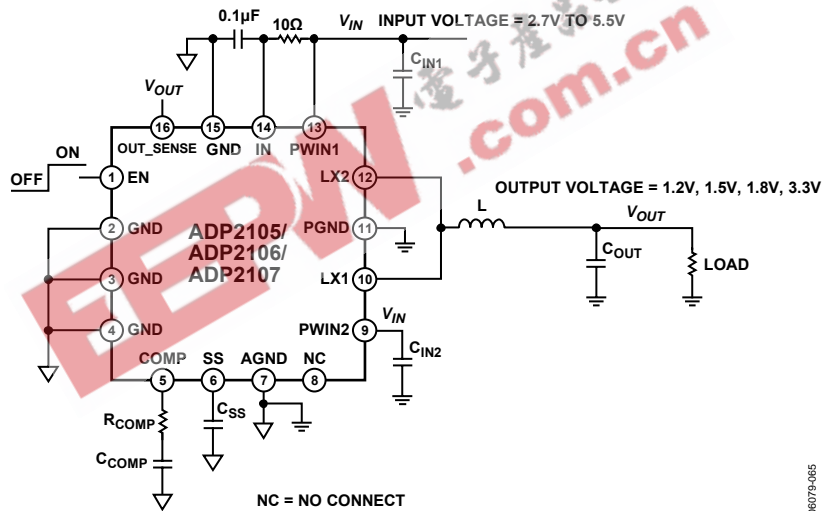 0.1µF 10Ω VIN INPUT VOLTAGE = 2.7V TO 5.5V
CIN1
VOUT
16 15 14 13
OUT_SENSE GND IN PWIN1
ON
OFF
1 EN
LX2 12
OUTPUT VOLTAGE = 1.2V, 1.5V, 1.8V, 3.3V
L
VOUT
2 GND
ADP2105/
ADP2106/
ADP2107
PGND 11
COUT
LOAD
3 GND
LX1 10
VIN
4 GND
PWIN2 9
CIN2
COMP SS AGND NC
5 6 7 8
RCOMP
CSS
CCOMP
NC = NO CONNECT
06079-065
EEPW
.com.cn